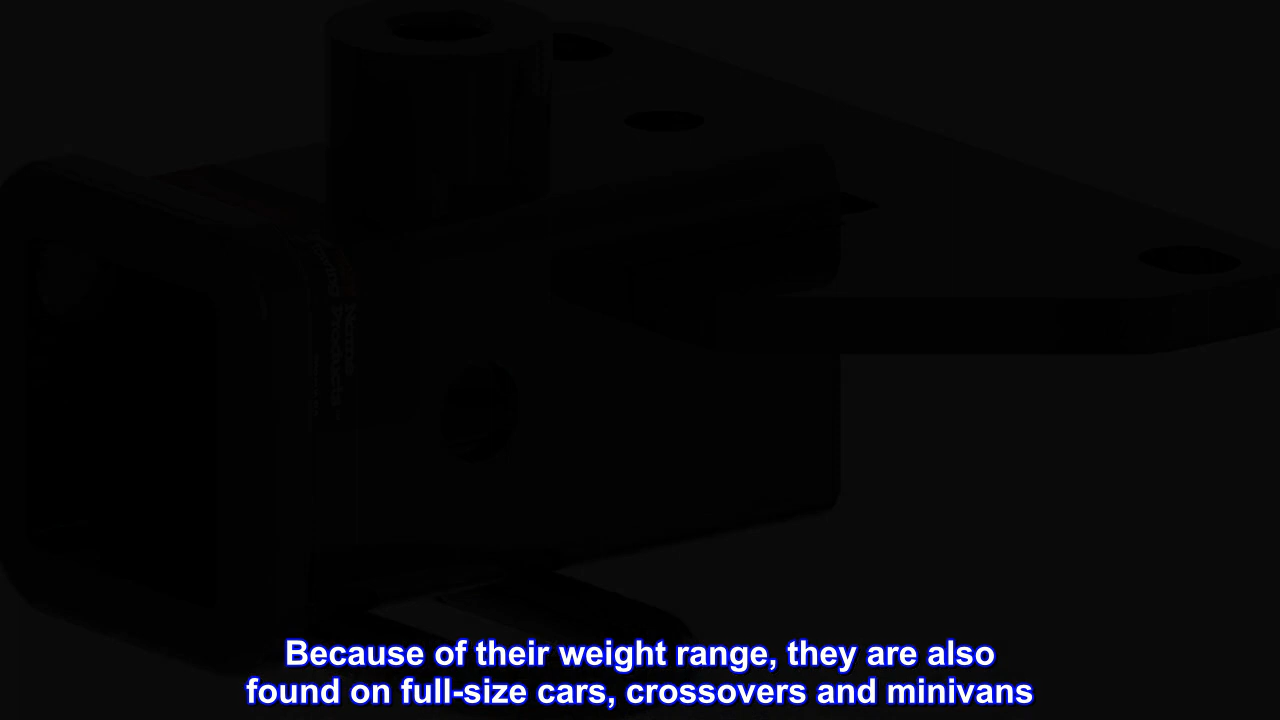 Because of their weight range, they are also
found on full-size cars, crossovers and minivans